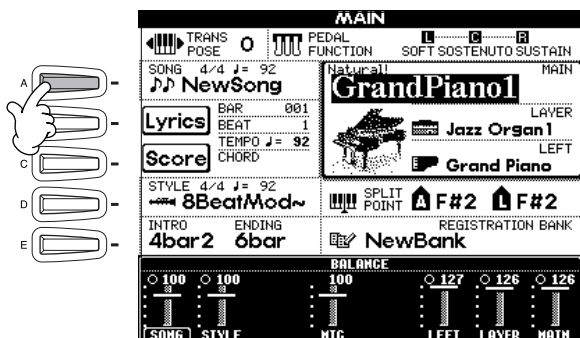 MAIN
TRANS POSE 0
PEDAL FUNCTION
L C R
SOFT SOSTENUTO SUSTAIN
SONG 4/4 ♩= 92
NewSong
Natural! MAIN
GrandPiano1
A
Lyrics
BAR 001
BEAT 1
TEMPO ♩= 92
Score
CHORD
LAYER
Jazz Organ1
LEFT
Grand Piano
C
STYLE 4/4 ♩= 92
8BeatMod~
SPLIT POINT A F#2 L F#2
D
INTRO ENDING
4bar2 6bar
REGISTRATION BANK
NewBank
E
BALANCE
100 100 100 127 126 126
SONG STYLE MIC LEFT LAYER MAIN